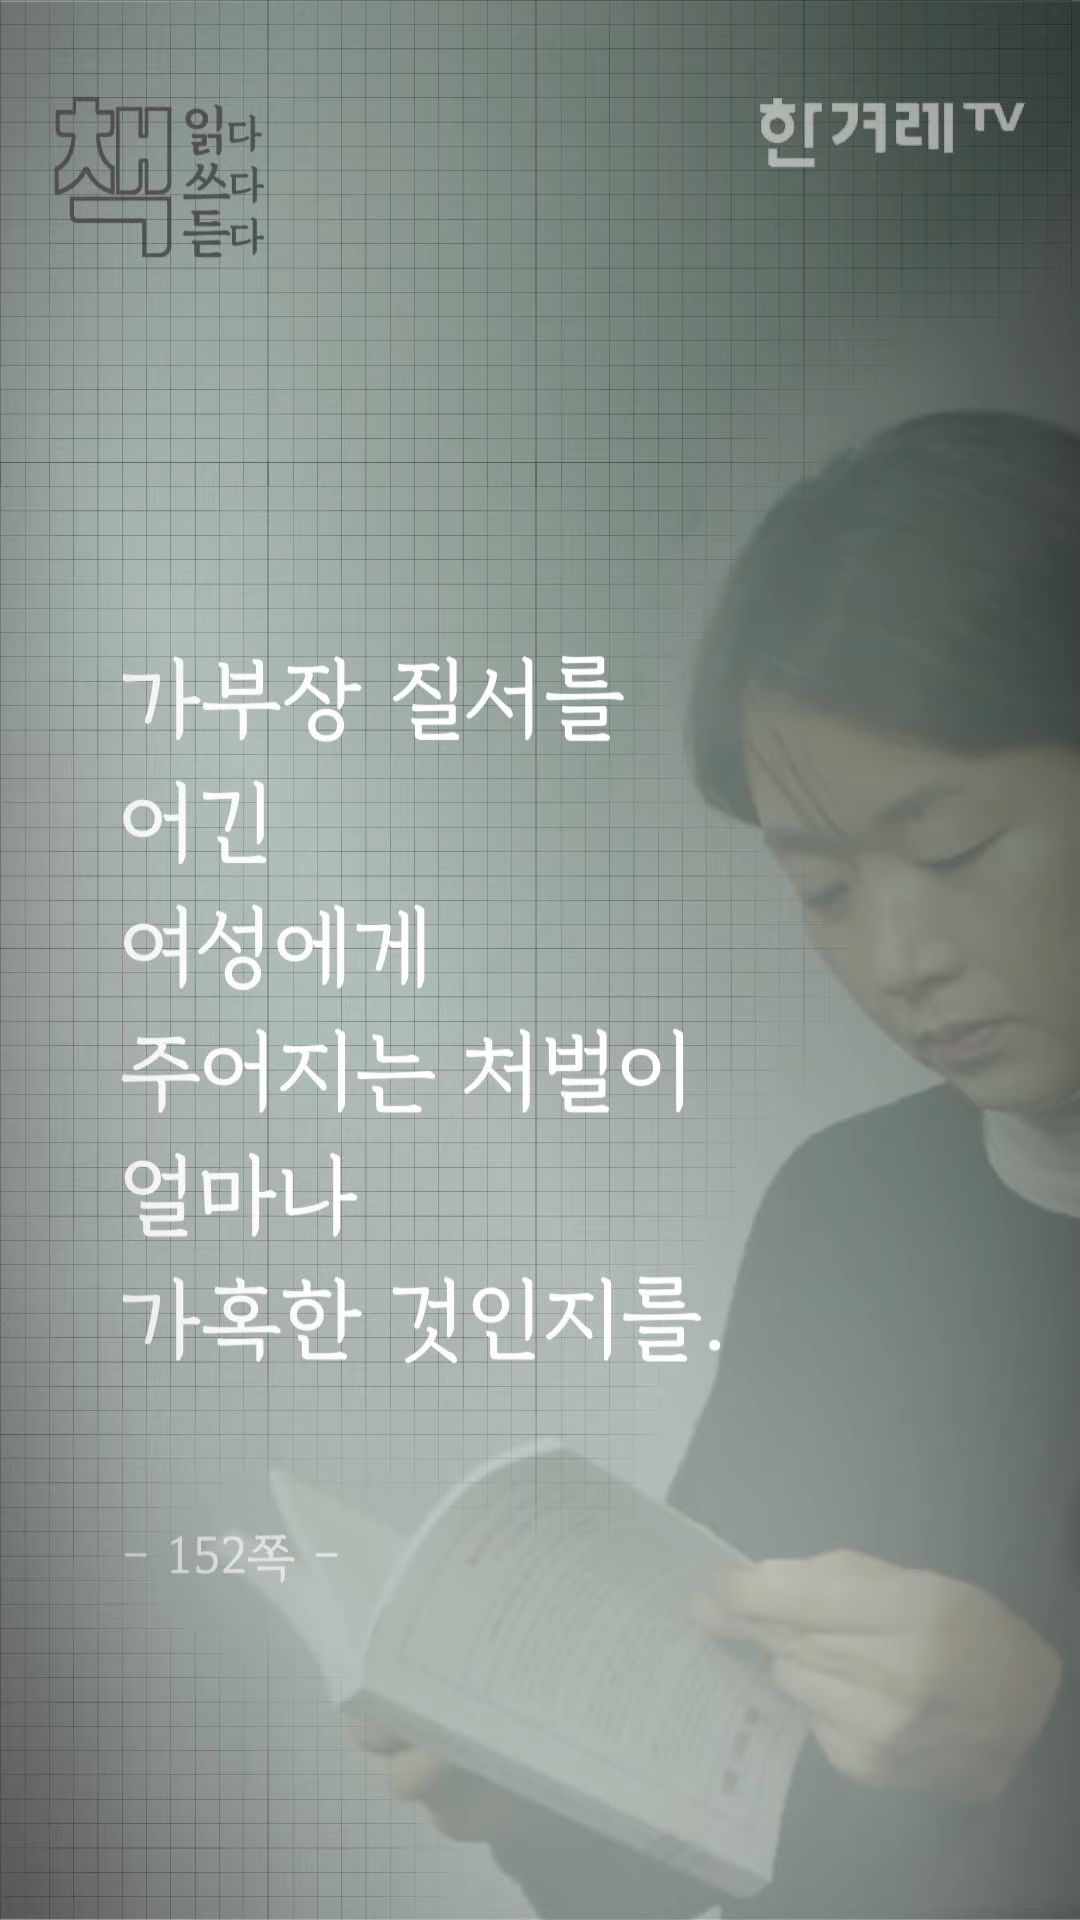 책
읽다
쓰다
듣다
한겨레TV
가부장 질서를
어긴
여성에게
주어지는 처벌이
얼마나
가혹한 것인지를.
- 152쪽 -